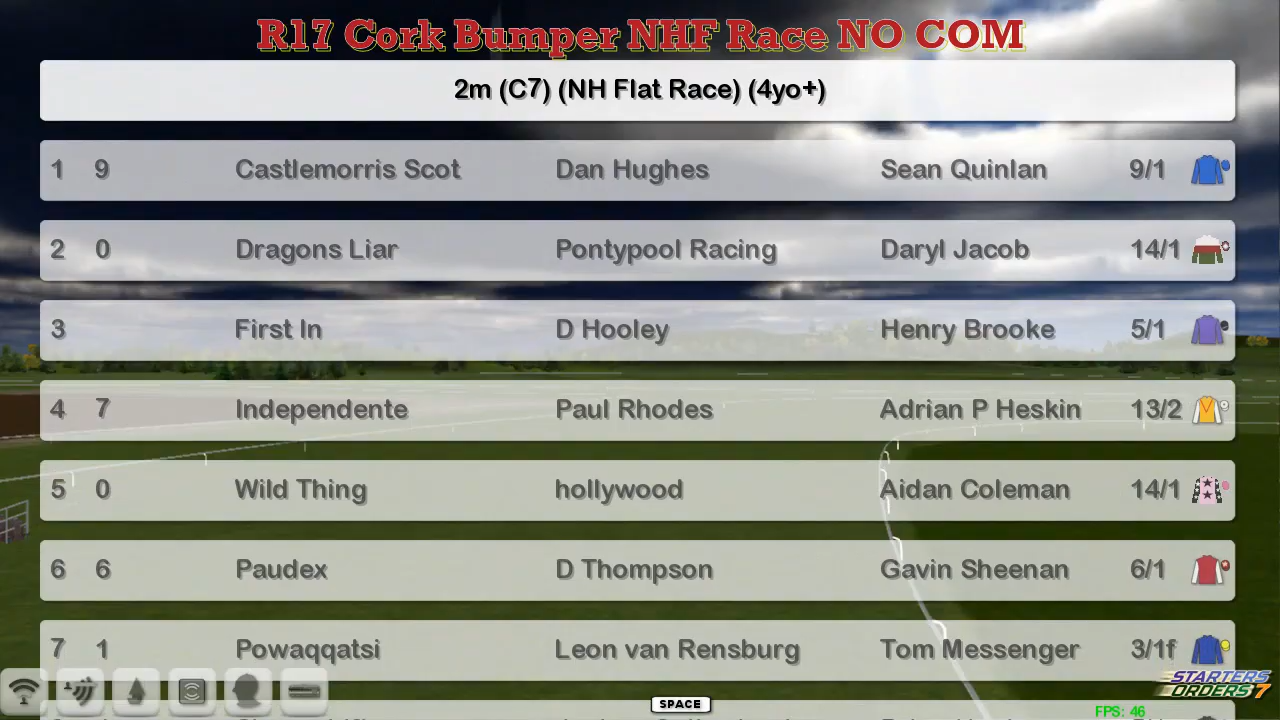 R17 Cork Bumper NHF Race NO COM
2m (C7) (NH Flat Race) (4yo+)
1 9 Castlemorris Scot Dan Hughes Sean Quinlan 9/1
2 0 Dragons Liar Pontypool Racing Daryl Jacob 14/1
3 First In D Hooley Henry Brooke 5/1
4 7 Independente Paul Rhodes Adrian P Heskin 13/2
5 0 Wild Thing hollywood Aidan Coleman 14/1
6 6 Paudex D Thompson Gavin Sheenan 6/1
7 1 Powaqqatsi Leon van Rensburg Tom Messenger 3/1f
STARTERS
ORDERS 7
SPACE
FPS: 46